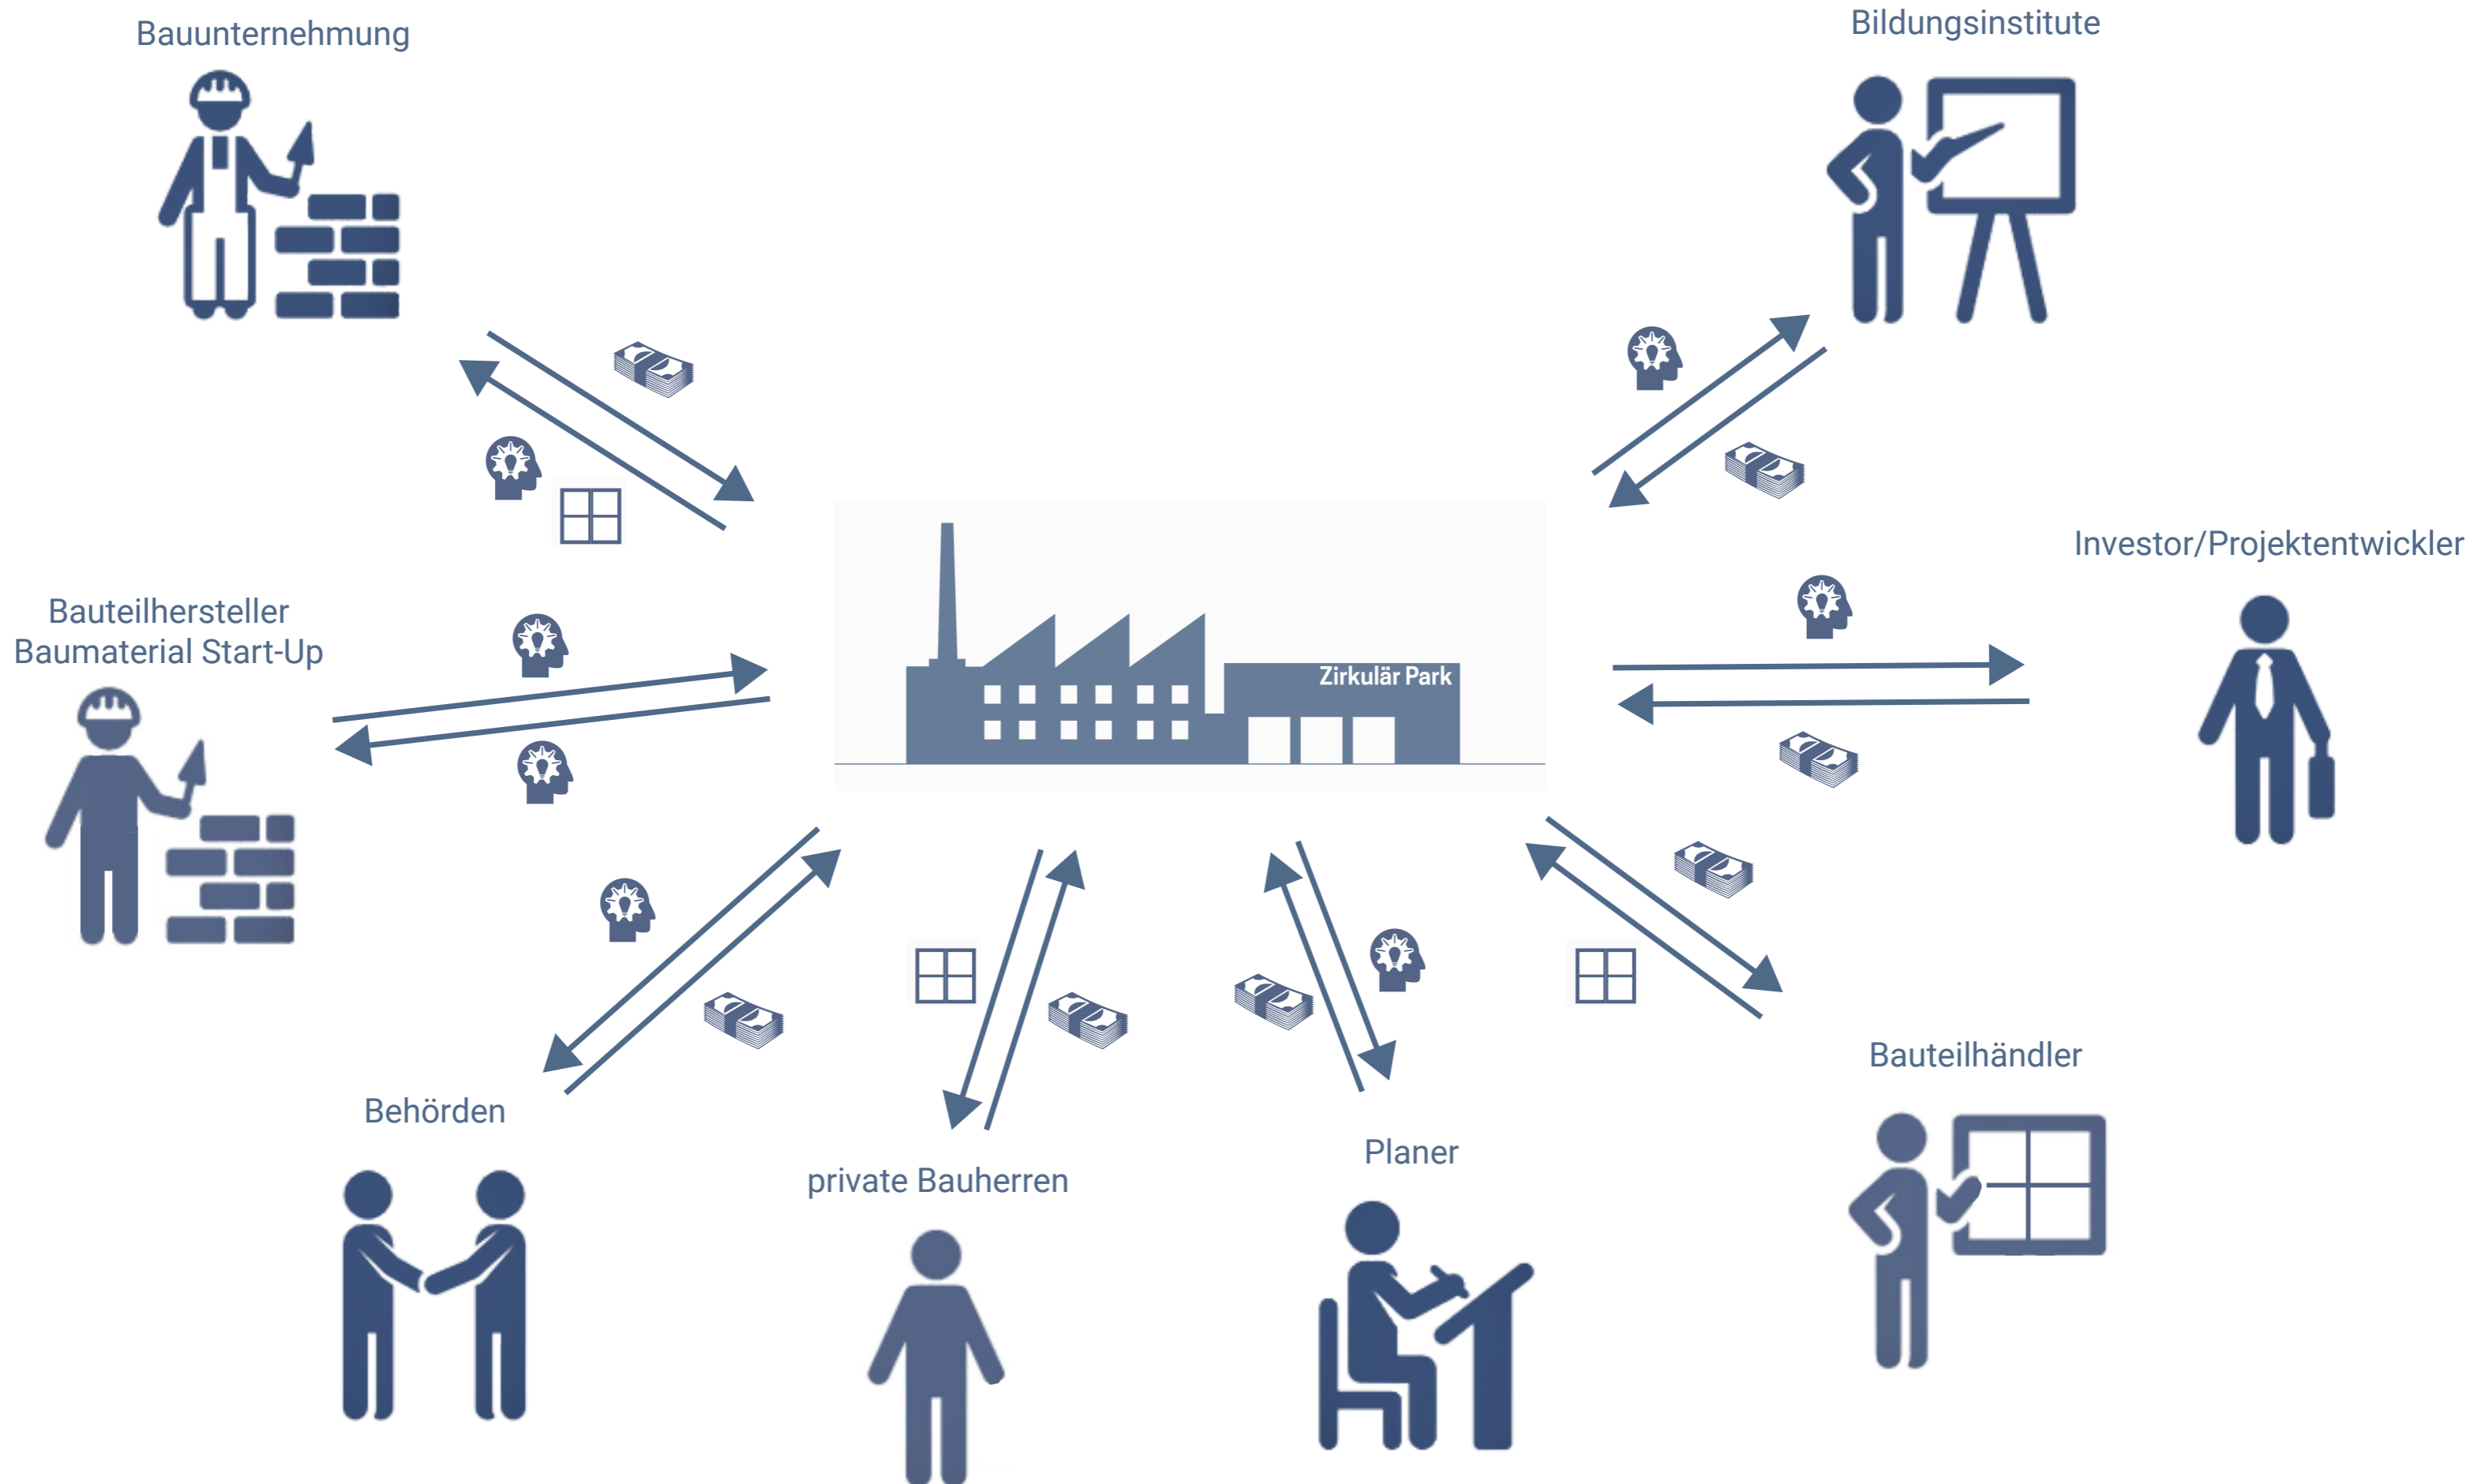 Bauunternehmung
Bildungsinstitute
Investor/Projektentwickler
Bauteilhersteller
Baumaterial Start-Up
Zirkulär Park
Bauteilhändler
Behörden
Planer
private Bauherren